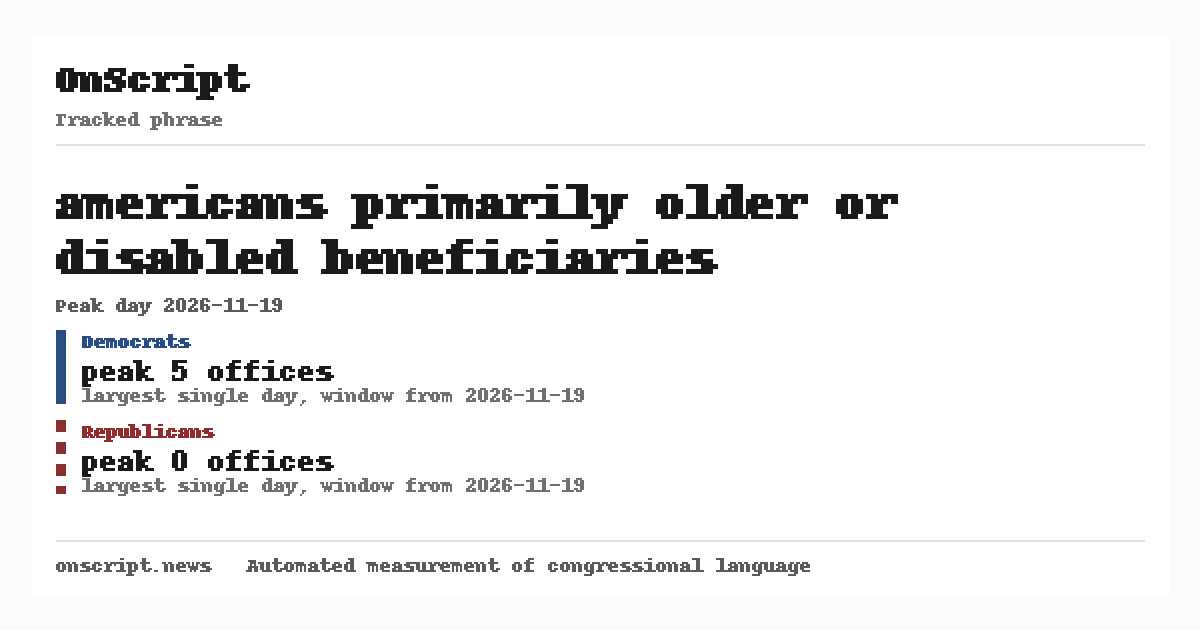 OnScript
Tracked phrase
americans primarily older or
disabled beneficiaries
Peak day 2026-11-19
Democrats
peak 5 offices
largest single day, window from 2026-11-19
Republicans
peak 0 offices
largest single day, window from 2026-11-19
onscript.news Automated measurement of congressional language